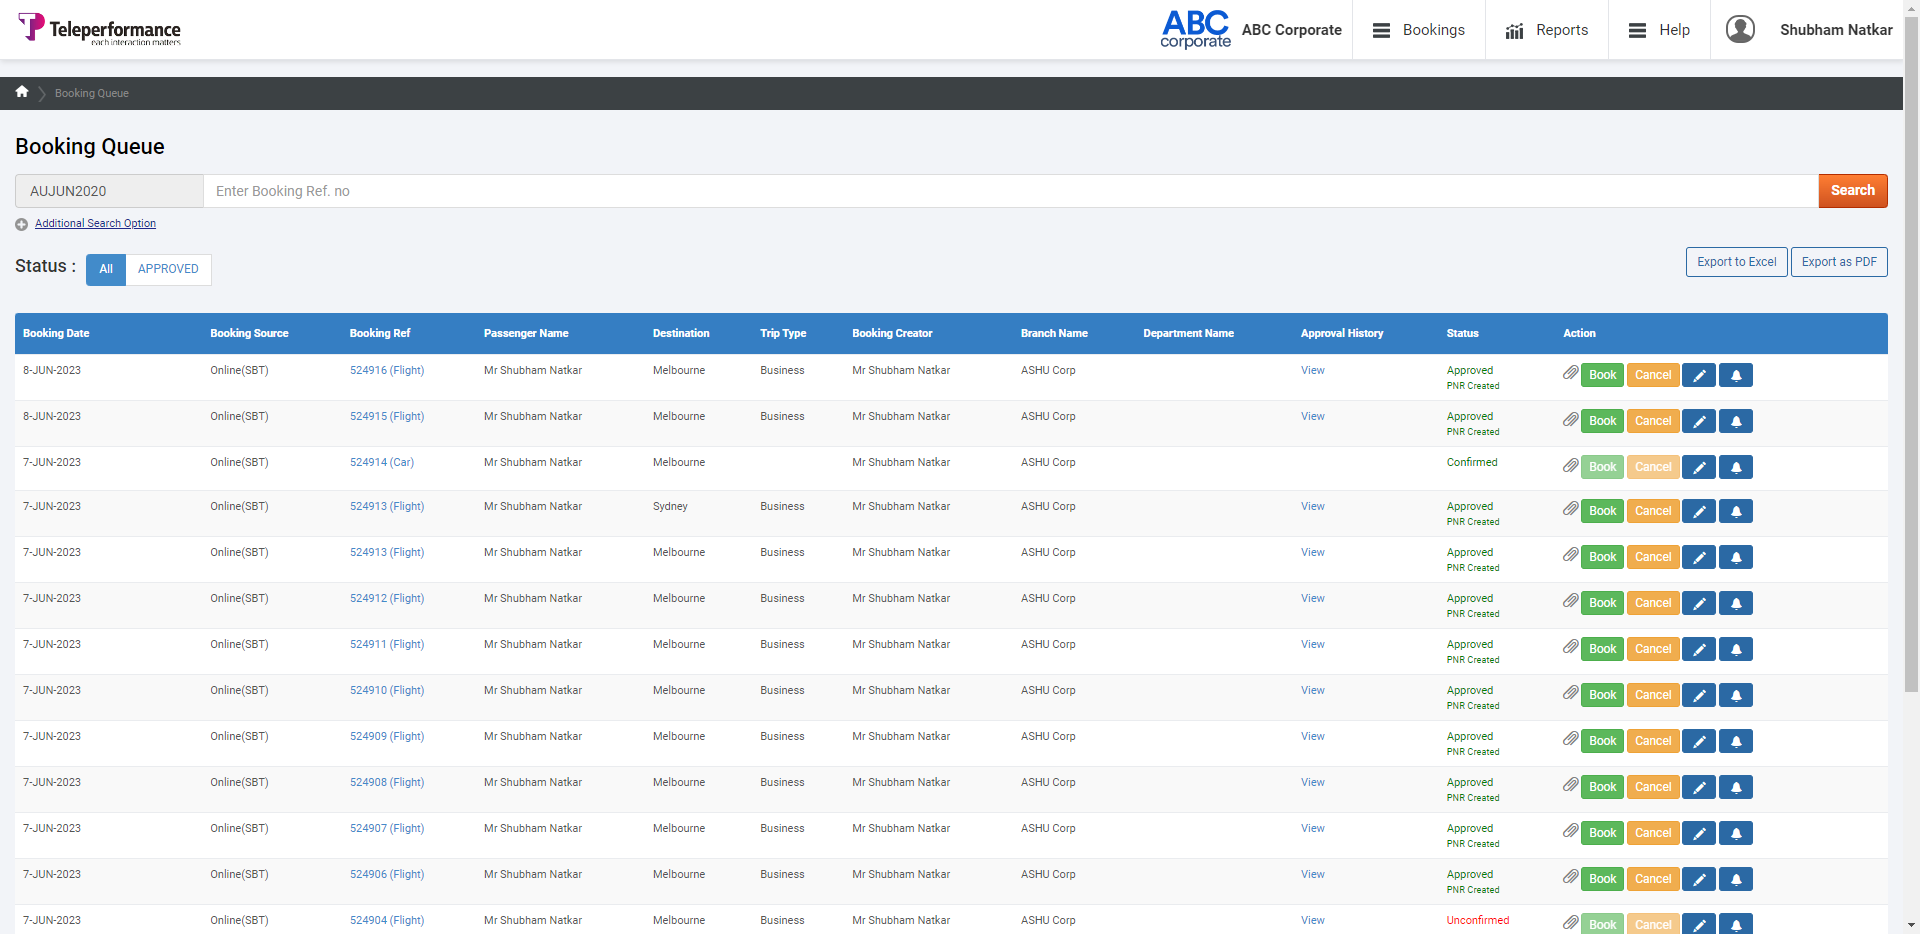 Teleperformance
each interaction matters
ABC
corporate
ABC Corporate
Bookings
Reports
Help
Shubham Natkar
Booking Queue
Booking Queue
AUJUN2020 Enter Booking Ref. no Search
Additional Search Option
Status : All APPROVED Export to Excel Export as PDF
Booking Date Booking Source Booking Ref Passenger Name Destination Trip Type Booking Creator Branch Name Department Name Approval History Status Action
8-JUN-2023 Online(SBT) 524916 (Flight) Mr Shubham Natkar Melbourne Business Mr Shubham Natkar ASHU Corp View Approved Book Cancel
PNR Created
8-JUN-2023 Online(SBT) 524915 (Flight) Mr Shubham Natkar Melbourne Business Mr Shubham Natkar ASHU Corp View Approved Book Cancel
PNR Created
7-JUN-2023 Online(SBT) 524914 (Car) Mr Shubham Natkar Melbourne Mr Shubham Natkar ASHU Corp Confirmed Book Cancel
7-JUN-2023 Online(SBT) 524913 (Flight) Mr Shubham Natkar Sydney Business Mr Shubham Natkar ASHU Corp View Approved Book Cancel
PNR Created
7-JUN-2023 Online(SBT) 524913 (Flight) Mr Shubham Natkar Melbourne Business Mr Shubham Natkar ASHU Corp View Approved Book Cancel
PNR Created
7-JUN-2023 Online(SBT) 524912 (Flight) Mr Shubham Natkar Melbourne Business Mr Shubham Natkar ASHU Corp View Approved Book Cancel
PNR Created
7-JUN-2023 Online(SBT) 524911 (Flight) Mr Shubham Natkar Melbourne Business Mr Shubham Natkar ASHU Corp View Approved Book Cancel
PNR Created
7-JUN-2023 Online(SBT) 524910 (Flight) Mr Shubham Natkar Melbourne Business Mr Shubham Natkar ASHU Corp View Approved Book Cancel
PNR Created
7-JUN-2023 Online(SBT) 524909 (Flight) Mr Shubham Natkar Melbourne Business Mr Shubham Natkar ASHU Corp View Approved Book Cancel
PNR Created
7-JUN-2023 Online(SBT) 524908 (Flight) Mr Shubham Natkar Melbourne Business Mr Shubham Natkar ASHU Corp View Approved Book Cancel
PNR Created
7-JUN-2023 Online(SBT) 524907 (Flight) Mr Shubham Natkar Melbourne Business Mr Shubham Natkar ASHU Corp View Approved Book Cancel
PNR Created
7-JUN-2023 Online(SBT) 524906 (Flight) Mr Shubham Natkar Melbourne Business Mr Shubham Natkar ASHU Corp View Approved Book Cancel
PNR Created
7-JUN-2023 Online(SBT) 524904 (Flight) Mr Shubham Natkar Melbourne Business Mr Shubham Natkar ASHU Corp View Unconfirmed Book Cancel